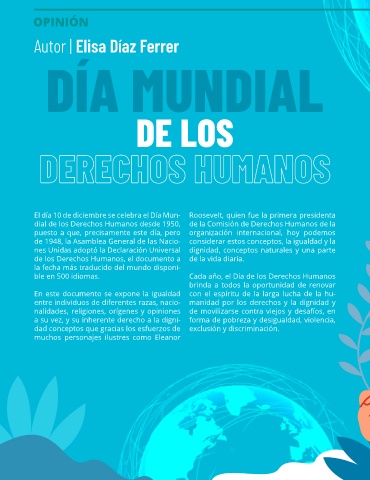 OPINIÓN
Autor | Elisa Díaz Ferrer
DÍA MUNDIAL
DE LOS
DERECHOS HUMANOS
El día 10 de diciembre se celebra el Día Mun-
dial de los Derechos Humanos desde 1950,
puesto a que, precisamente este día, pero
de 1948, la Asamblea General de las Nacio-
nes Unidas adoptó la Declaración Universal
de los Derechos Humanos, el documento a
la fecha más traducido del mundo disponi-
ble en 500 idiomas.
En este documento se expone la igualdad
entre individuos de diferentes razas, nacio-
nalidades, religiones, orígenes y opiniones
a su vez, y su inherente derecho a la digni-
dad conceptos que gracias los esfuerzos de
muchos personajes ilustres como Eleanor
Roosevelt, quien fue la primera presidenta
de la Comisión de Derechos Humanos de la
organización internacional, hoy podemos
considerar estos conceptos, la igualdad y la
dignidad, conceptos naturales y una parte
de la vida diaria.
Cada año, el Día de los Derechos Humanos
brinda a todos la oportunidad de renovar
con el espíritu de la larga lucha de la hu-
manidad por los derechos y la dignidad y
de movilizarse contra viejos y desafíos, en
forma de pobreza y desigualdad, violencia,
exclusión y discriminación.